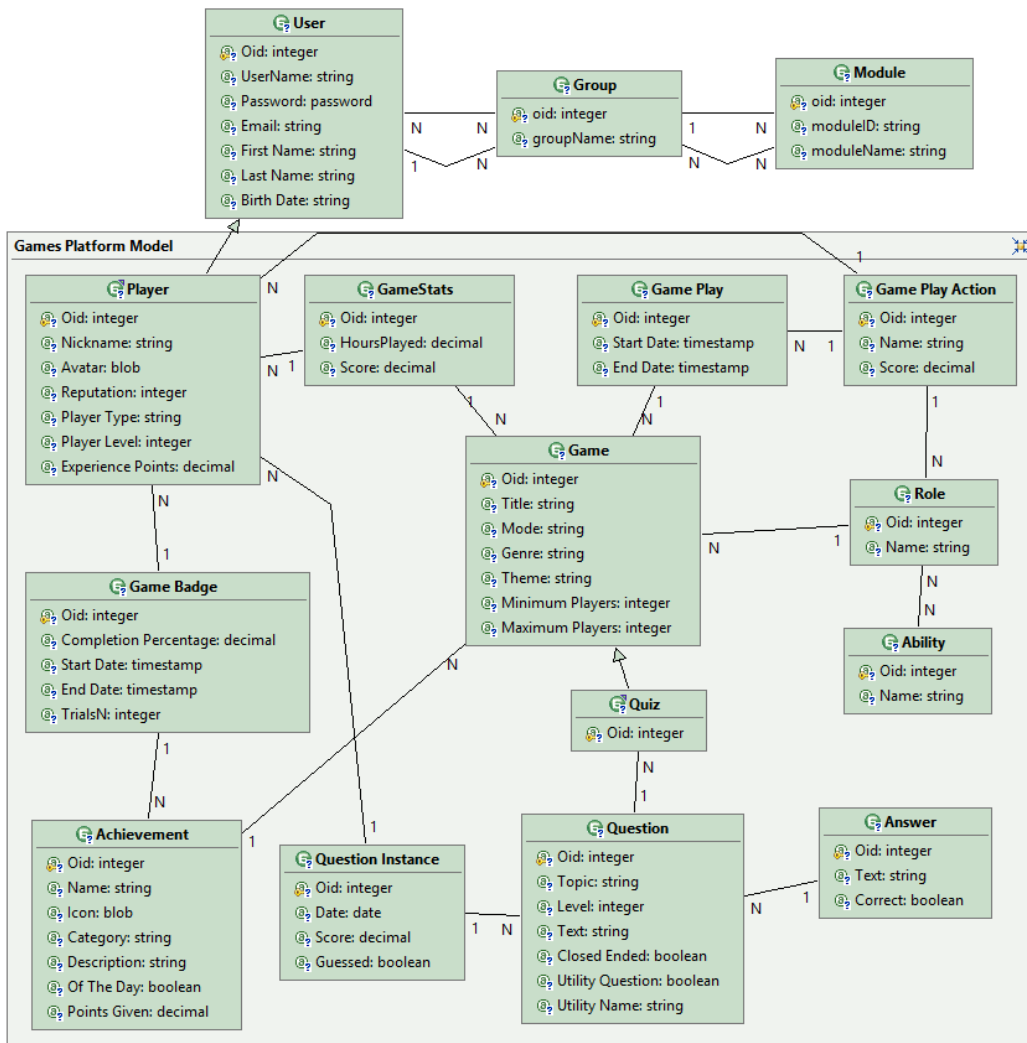 User
Oid: integer
UserName: string
Password: password
Email: string
First Name: string
Last Name: string
Birth Date: string
Group
oid: integer
groupName: string
Module
oid: integer
moduleID: string
moduleName: string
N
N
1
N
1
N
N
N
Games Platform Model
Player
Oid: integer
Nickname: string
Avatar: blob
Reputation: integer
Player Type: string
Player Level: integer
Experience Points: decimal
GameStats
Oid: integer
HoursPlayed: decimal
Score: decimal
Game Play
Oid: integer
Start Date: timestamp
End Date: timestamp
Game Play Action
Oid: integer
Name: string
Score: decimal
N
1
N
1
N
1
1
N
1
N
1
N
Game
Oid: integer
Title: string
Mode: string
Genre: string
Theme: string
Minimum Players: integer
Maximum Players: integer
Role
Oid: integer
Name: string
N
1
N
N
Ability
Oid: integer
Name: string
N
1
N
1
Game Badge
Oid: integer
Completion Percentage: decimal
Start Date: timestamp
End Date: timestamp
TrialsN: integer
1
N
N
1
Quiz
Oid: integer
N
1
Achievement
Oid: integer
Name: string
Icon: blob
Category: string
Description: string
Of The Day: boolean
Points Given: decimal
Question Instance
Oid: integer
Date: date
Score: decimal
Guessed: boolean
1
N
Question
Oid: integer
Topic: string
Level: integer
Text: string
Closed Ended: boolean
Utility Question: boolean
Utility Name: string
N
1
Answer
Oid: integer
Text: string
Correct: boolean